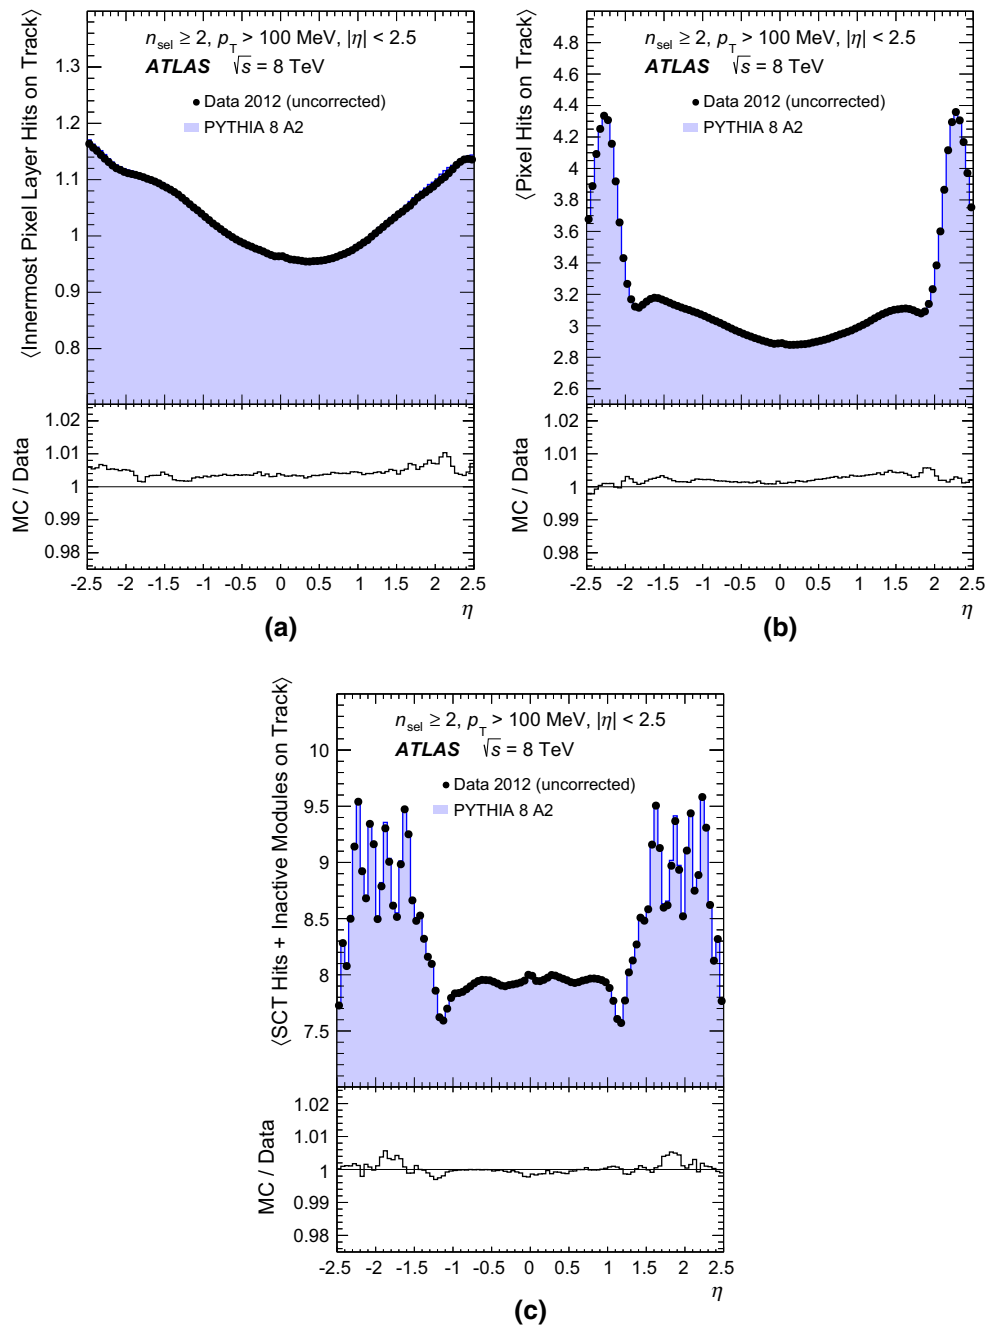 n_sel ≥ 2, p_T > 100 MeV, |η| < 2.5
ATLAS √s = 8 TeV
Data 2012 (uncorrected)
PYTHIA 8 A2
⟨Innermost Pixel Layer Hits on Track⟩
1.3
1.2
1.1
1
0.9
0.8
MC / Data
1.02
1.01
1
0.99
0.98
-2.5 -2 -1.5 -1 -0.5 0 0.5 1 1.5 2 2.5
η
(a)
n_sel ≥ 2, p_T > 100 MeV, |η| < 2.5
ATLAS √s = 8 TeV
Data 2012 (uncorrected)
PYTHIA 8 A2
⟨Pixel Hits on Track⟩
4.8
4.6
4.4
4.2
4
3.8
3.6
3.4
3.2
3
2.8
2.6
MC / Data
1.02
1.01
1
0.99
0.98
-2.5 -2 -1.5 -1 -0.5 0 0.5 1 1.5 2 2.5
η
(b)
n_sel ≥ 2, p_T > 100 MeV, |η| < 2.5
ATLAS √s = 8 TeV
Data 2012 (uncorrected)
PYTHIA 8 A2
⟨SCT Hits + Inactive Modules on Track⟩
10
9.5
9
8.5
8
7.5
MC / Data
1.02
1.01
1
0.99
0.98
-2.5 -2 -1.5 -1 -0.5 0 0.5 1 1.5 2 2.5
η
(c)